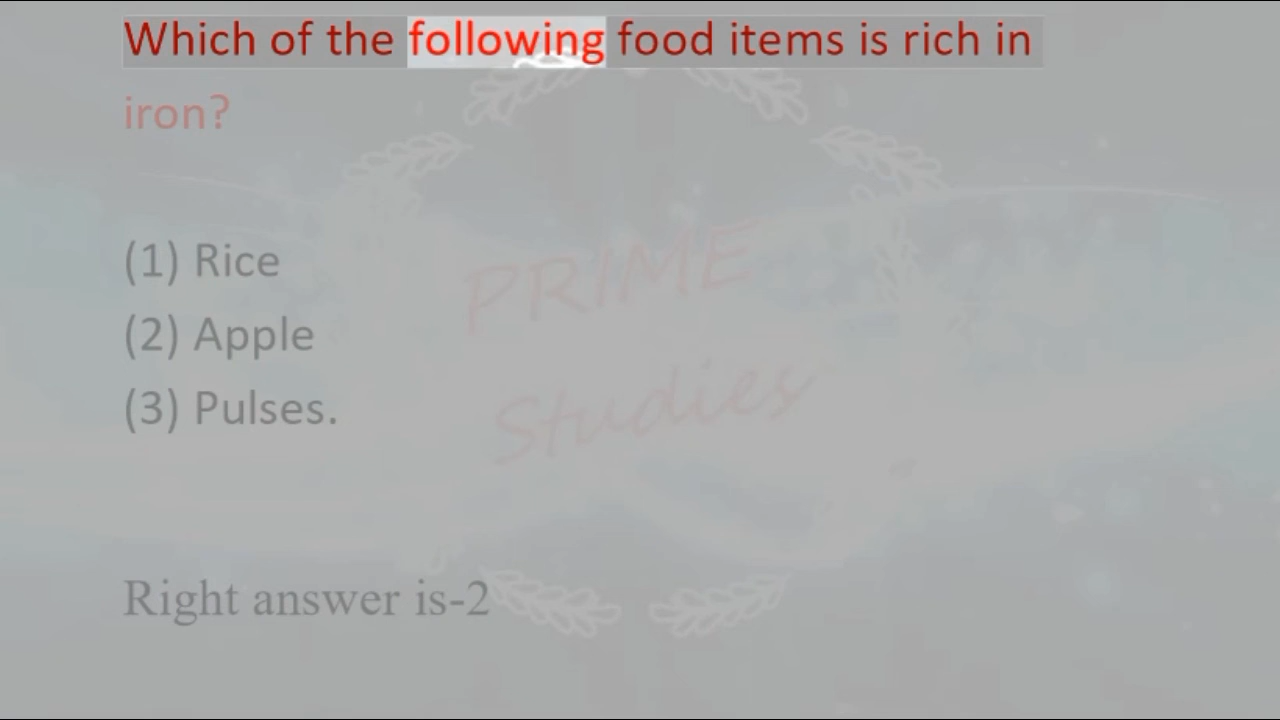 Which of the following food items is rich in
iron?
(1) Rice
PRIME
(2) Apple
Studies
(3) Pulses.
Right answer is-2